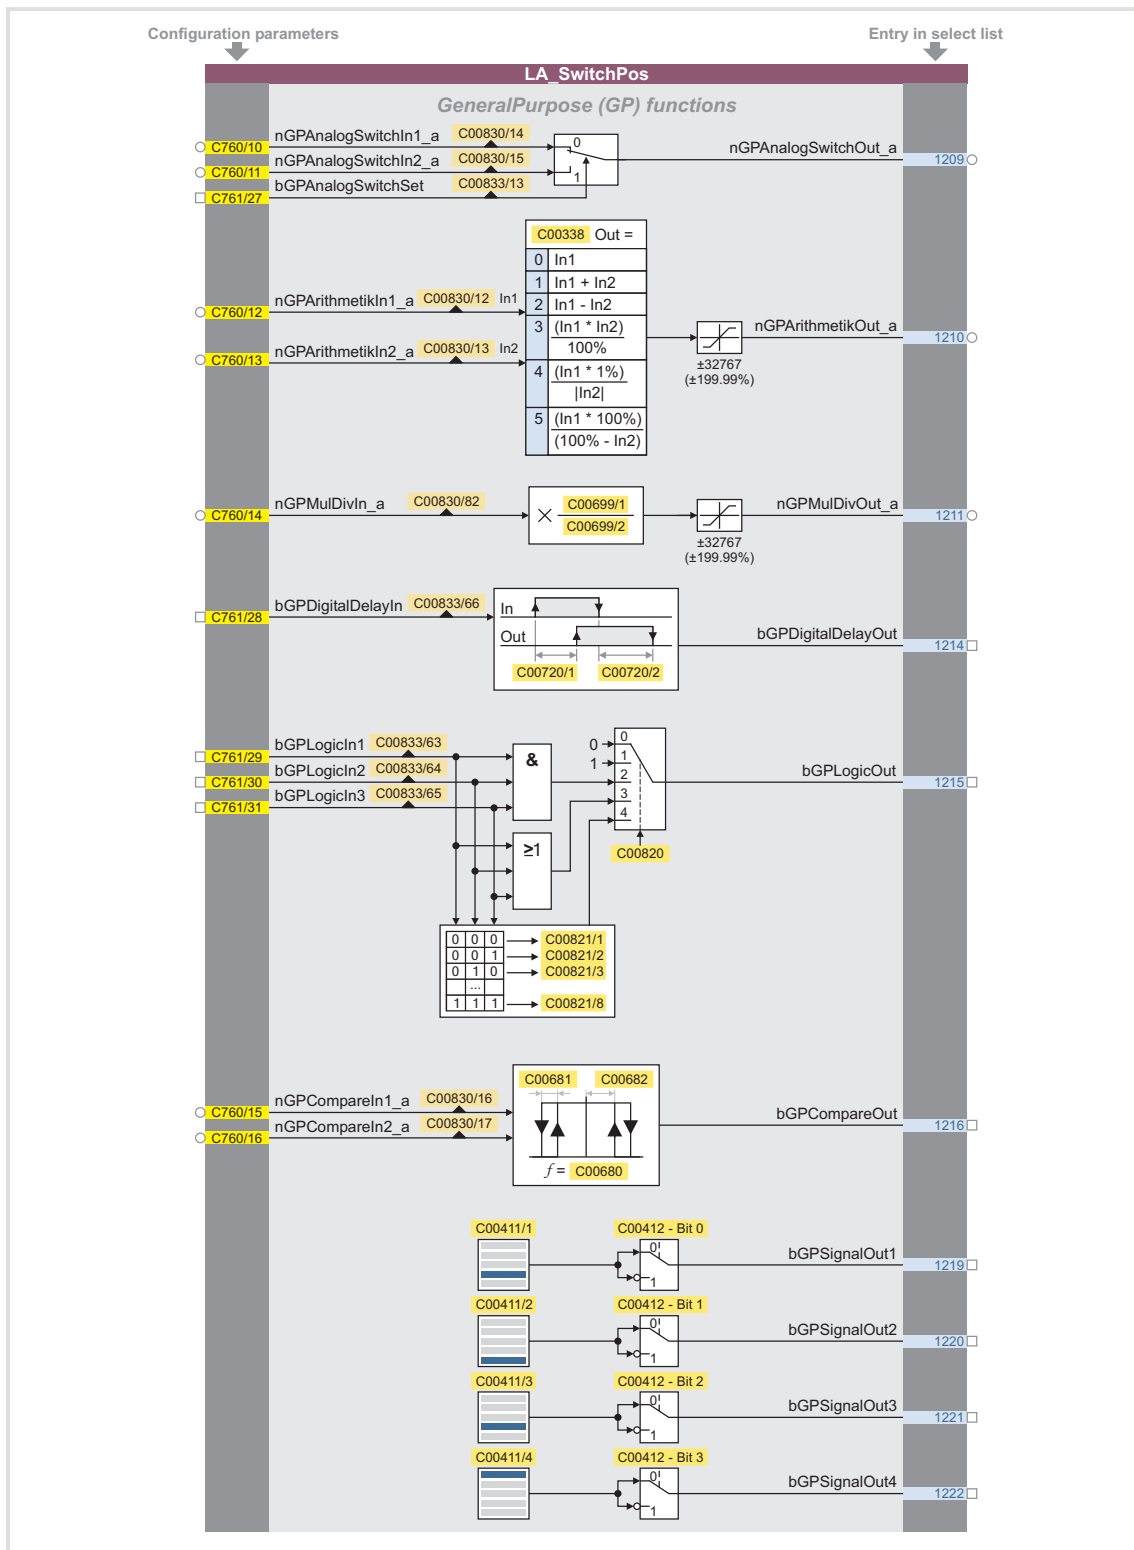 Configuration parameters
Entry in select list
LA_SwitchPos
GeneralPurpose (GP) functions
nGPAnalogSwitchIn1_a C00830/14
C760/10
nGPAnalogSwitchIn2_a C00830/15
C760/11
bGPAnalogSwitchSet C00833/13
C761/27
0
1
nGPAnalogSwitchOut_a
1209
C00338 Out =
0 In1
1 In1 + In2
2 In1 - In2
3 (In1 * In2)
100%
4 (In1 * 1%)
|In2|
5 (In1 * 100%)
(100% - In2)
nGPArithmetikIn1_a C00830/12 In1
C760/12
nGPArithmetikIn2_a C00830/13 In2
C760/13
±32767
(±199.99%)
nGPArithmetikOut_a
1210
nGPMulDivIn_a C00830/82
C760/14
× C00699/1
C00699/2
±32767
(±199.99%)
nGPMulDivOut_a
1211
bGPDigitalDelayIn C00833/66
C761/28
In
Out
C00720/1 C00720/2
bGPDigitalDelayOut
1214
bGPLogicIn1 C00833/63
C761/29
bGPLogicIn2 C00833/64
C761/30
bGPLogicIn3 C00833/65
C761/31
&
≥1
0 0
1 1
2
3
4
C00820
bGPLogicOut
1215
0 0 0 C00821/1
0 0 1 C00821/2
0 1 0 C00821/3
...
1 1 1 C00821/8
C00681 C00682
nGPCompareIn1_a C00830/16
C760/15
nGPCompareIn2_a C00830/17
C760/16
f = C00680
bGPCompareOut
1216
C00411/1 C00412 - Bit 0
0
1
bGPSignalOut1
1219
C00411/2 C00412 - Bit 1
0
1
bGPSignalOut2
1220
C00411/3 C00412 - Bit 2
0
1
bGPSignalOut3
1221
C00411/4 C00412 - Bit 3
0
1
bGPSignalOut4
1222